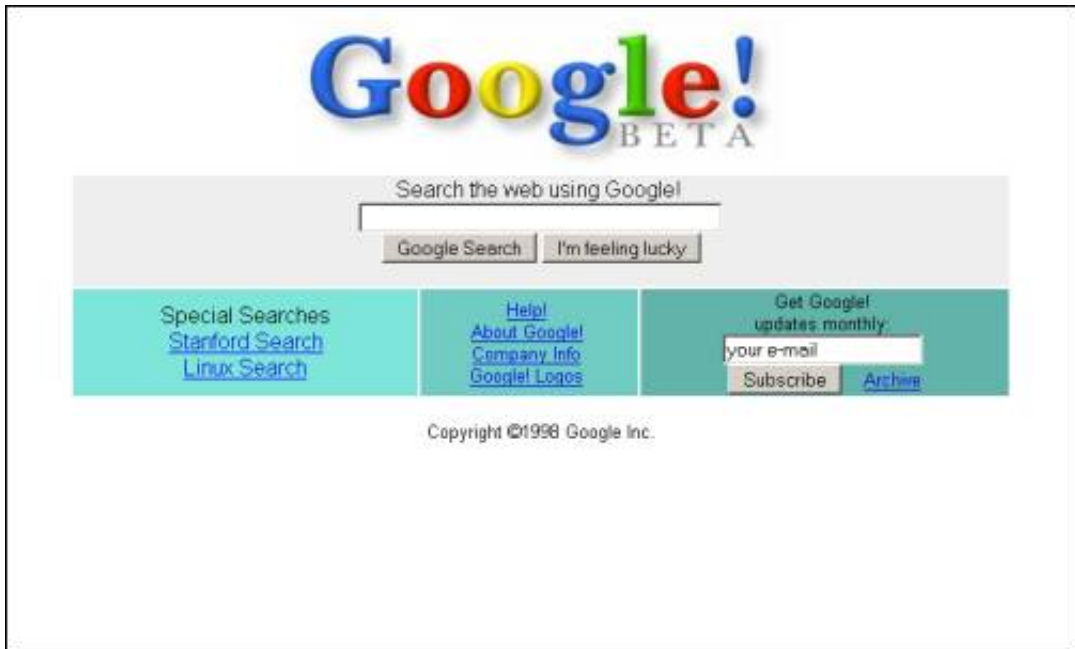 Google!
BETA
Search the web using Google!
Google Search I'm feeling lucky
Special Searches
Stanford Search
Linux Search
Help!
About Google!
Company Info
Google! Logos
Get Google!
updates monthly:
your e-mail
Subscribe Archive
Copyright ©1998 Google Inc.